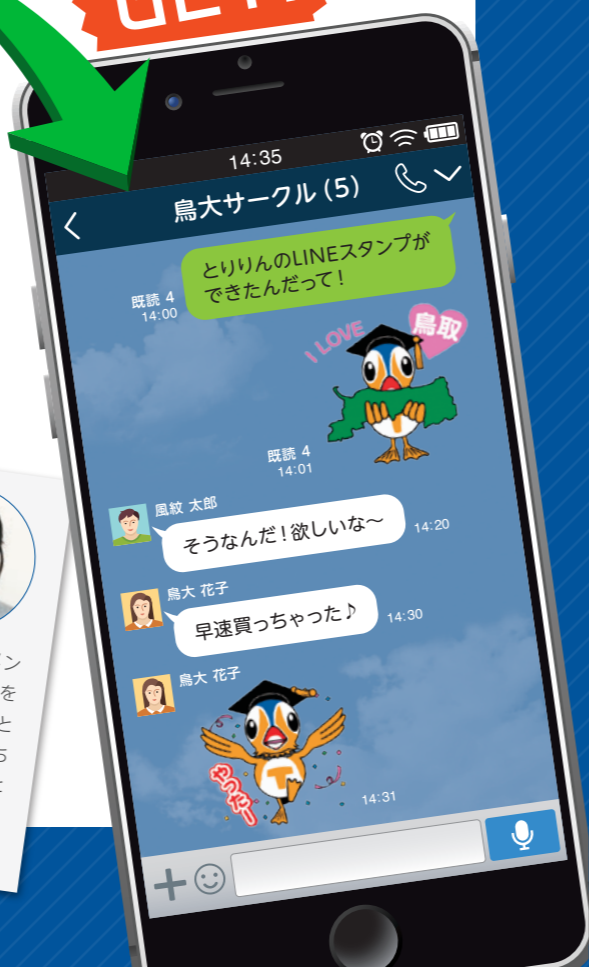 GET!
14:35
鳥大サークル(5)
とりりんのLINEスタンプが
できたんだって!
既読 4
14:00
I LOVE
鳥取
既読 4
14:01
風紋 太郎
そうなんだ!欲しいな〜
14:20
鳥大 花子
早速買っちゃった♪
14:30
鳥大 花子
T
やったー
14:31
ン
を
と